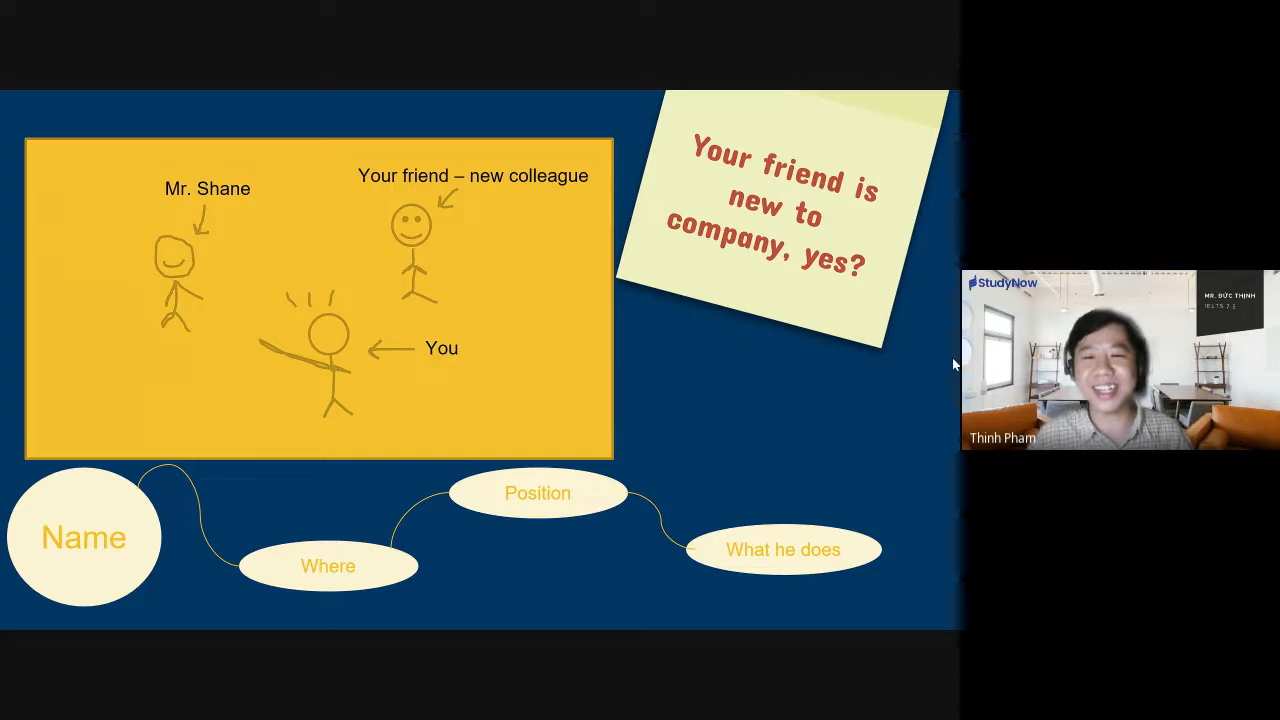 Mr. Shane
Your friend – new colleague
You
Your friend is
new to
company, yes?
Name
Where
Position
What he does
StudyNow
MR. ĐỨC THỊNH
Thinh Pham